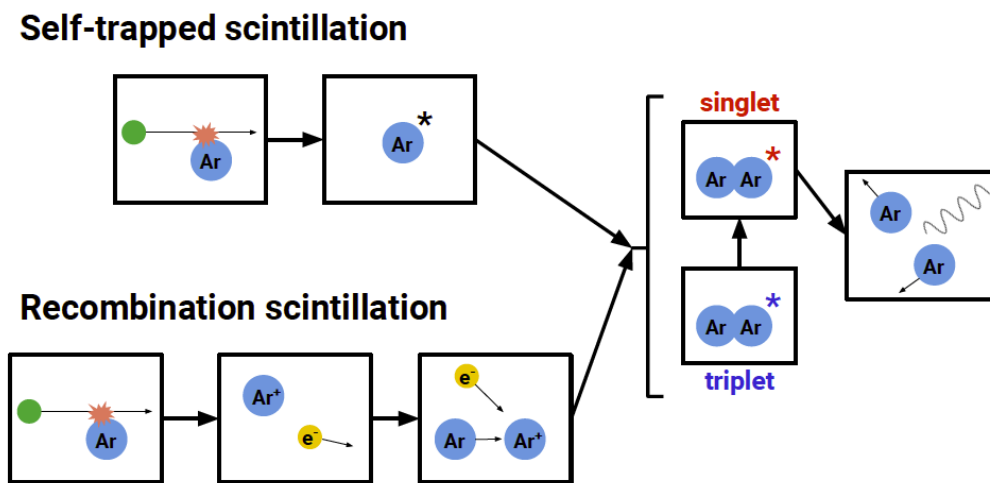 Self-trapped scintillation
Ar
Ar *
singlet
Ar Ar *
Ar
Ar
Ar Ar *
triplet
Recombination scintillation
Ar
Ar⁺
e⁻
e⁻
Ar Ar⁺